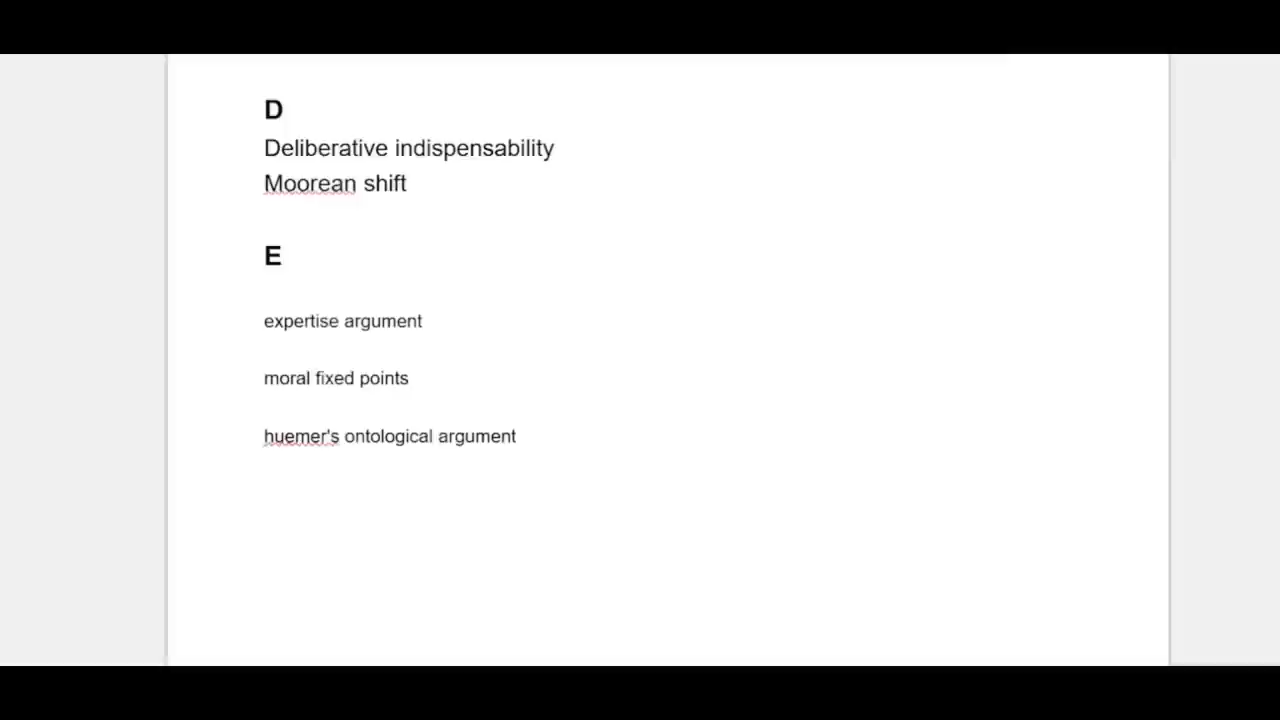 D
Deliberative indispensability
Moorean shift
E
expertise argument
moral fixed points
huemer's ontological argument